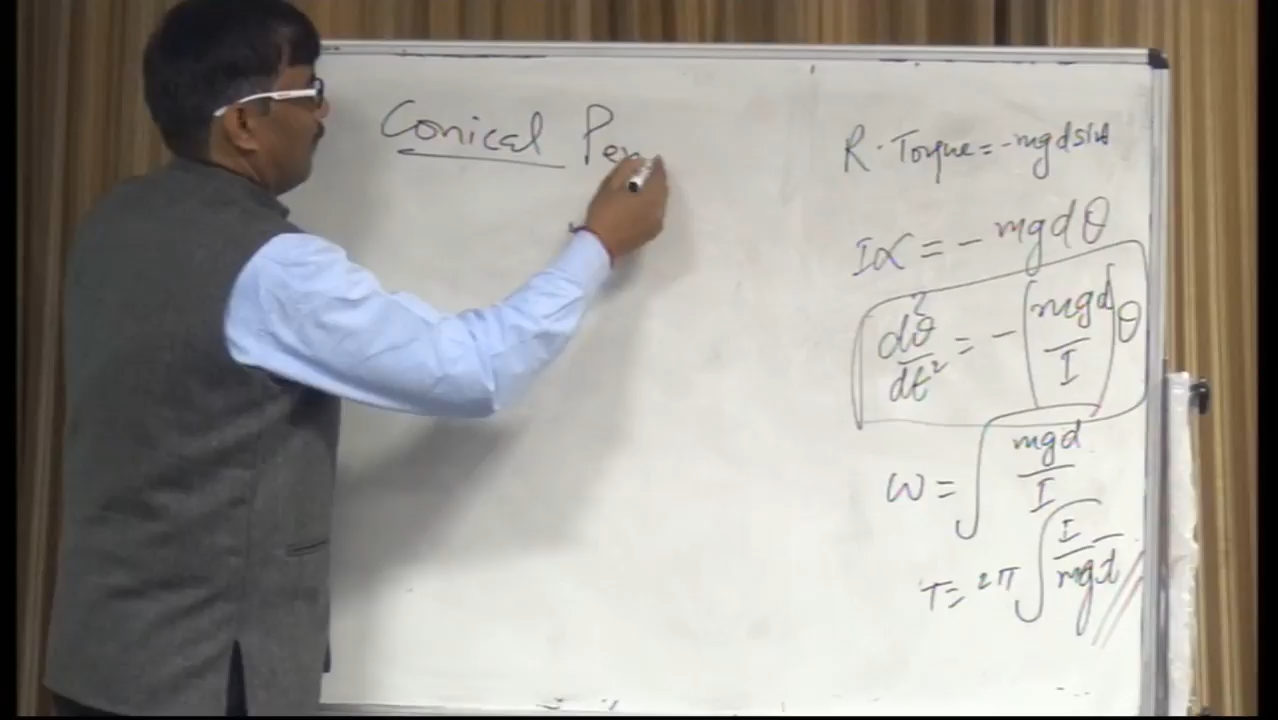 Conical Pen
R. Torque = -mgd sinθ
Iα = - mgdθ
d²θ/dt² = - (mgd/I) θ
ω = √(mgd/I)
T = 2π √(I/mgd)